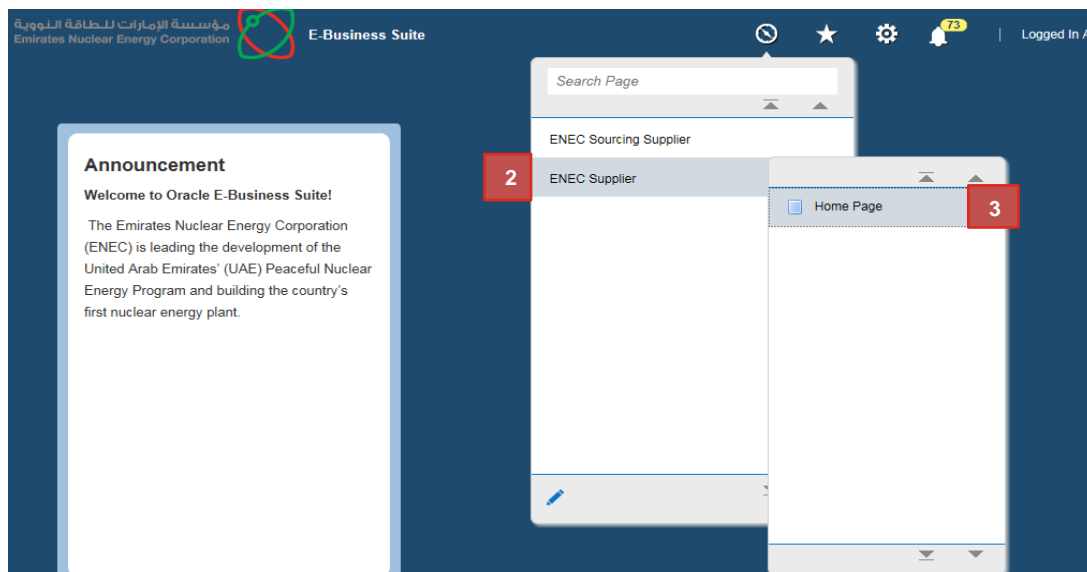 مؤسسة الإمارات للطاقة النووية
Emirates Nuclear Energy Corporation
E-Business Suite
73
Logged In A
Search Page
ENEC Sourcing Supplier
2
ENEC Supplier
Home Page
3
Announcement
Welcome to Oracle E-Business Suite!
The Emirates Nuclear Energy Corporation
(ENEC) is leading the development of the
United Arab Emirates' (UAE) Peaceful Nuclear
Energy Program and building the country's
first nuclear energy plant.